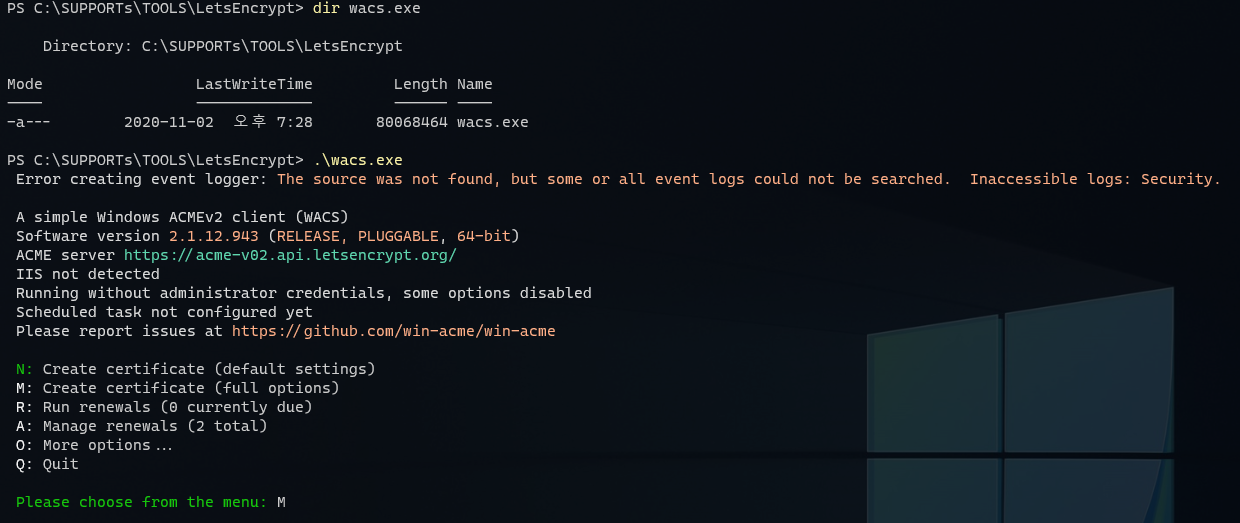 PS C:\SUPPORTs\TOOLS\LetsEncrypt> dir wacs.exe
Directory: C:\SUPPORTs\TOOLS\LetsEncrypt
Mode LastWriteTime Length Name
---- ------------- ------ ----
-a--- 2020-11-02 오후 7:28 80068464 wacs.exe
PS C:\SUPPORTs\TOOLS\LetsEncrypt> .\wacs.exe
Error creating event logger: The source was not found, but some or all event logs could not be searched.  Inaccessible logs: Security.
A simple Windows ACMEv2 client (WACS)
Software version 2.1.12.943 (RELEASE, PLUGGABLE, 64-bit)
ACME server https://acme-v02.api.letsencrypt.org/
IIS not detected
Running without administrator credentials, some options disabled
Scheduled task not configured yet
Please report issues at https://github.com/win-acme/win-acme
N: Create certificate (default settings)
M: Create certificate (full options)
R: Run renewals (0 currently due)
A: Manage renewals (2 total)
O: More options...
Q: Quit
Please choose from the menu: M